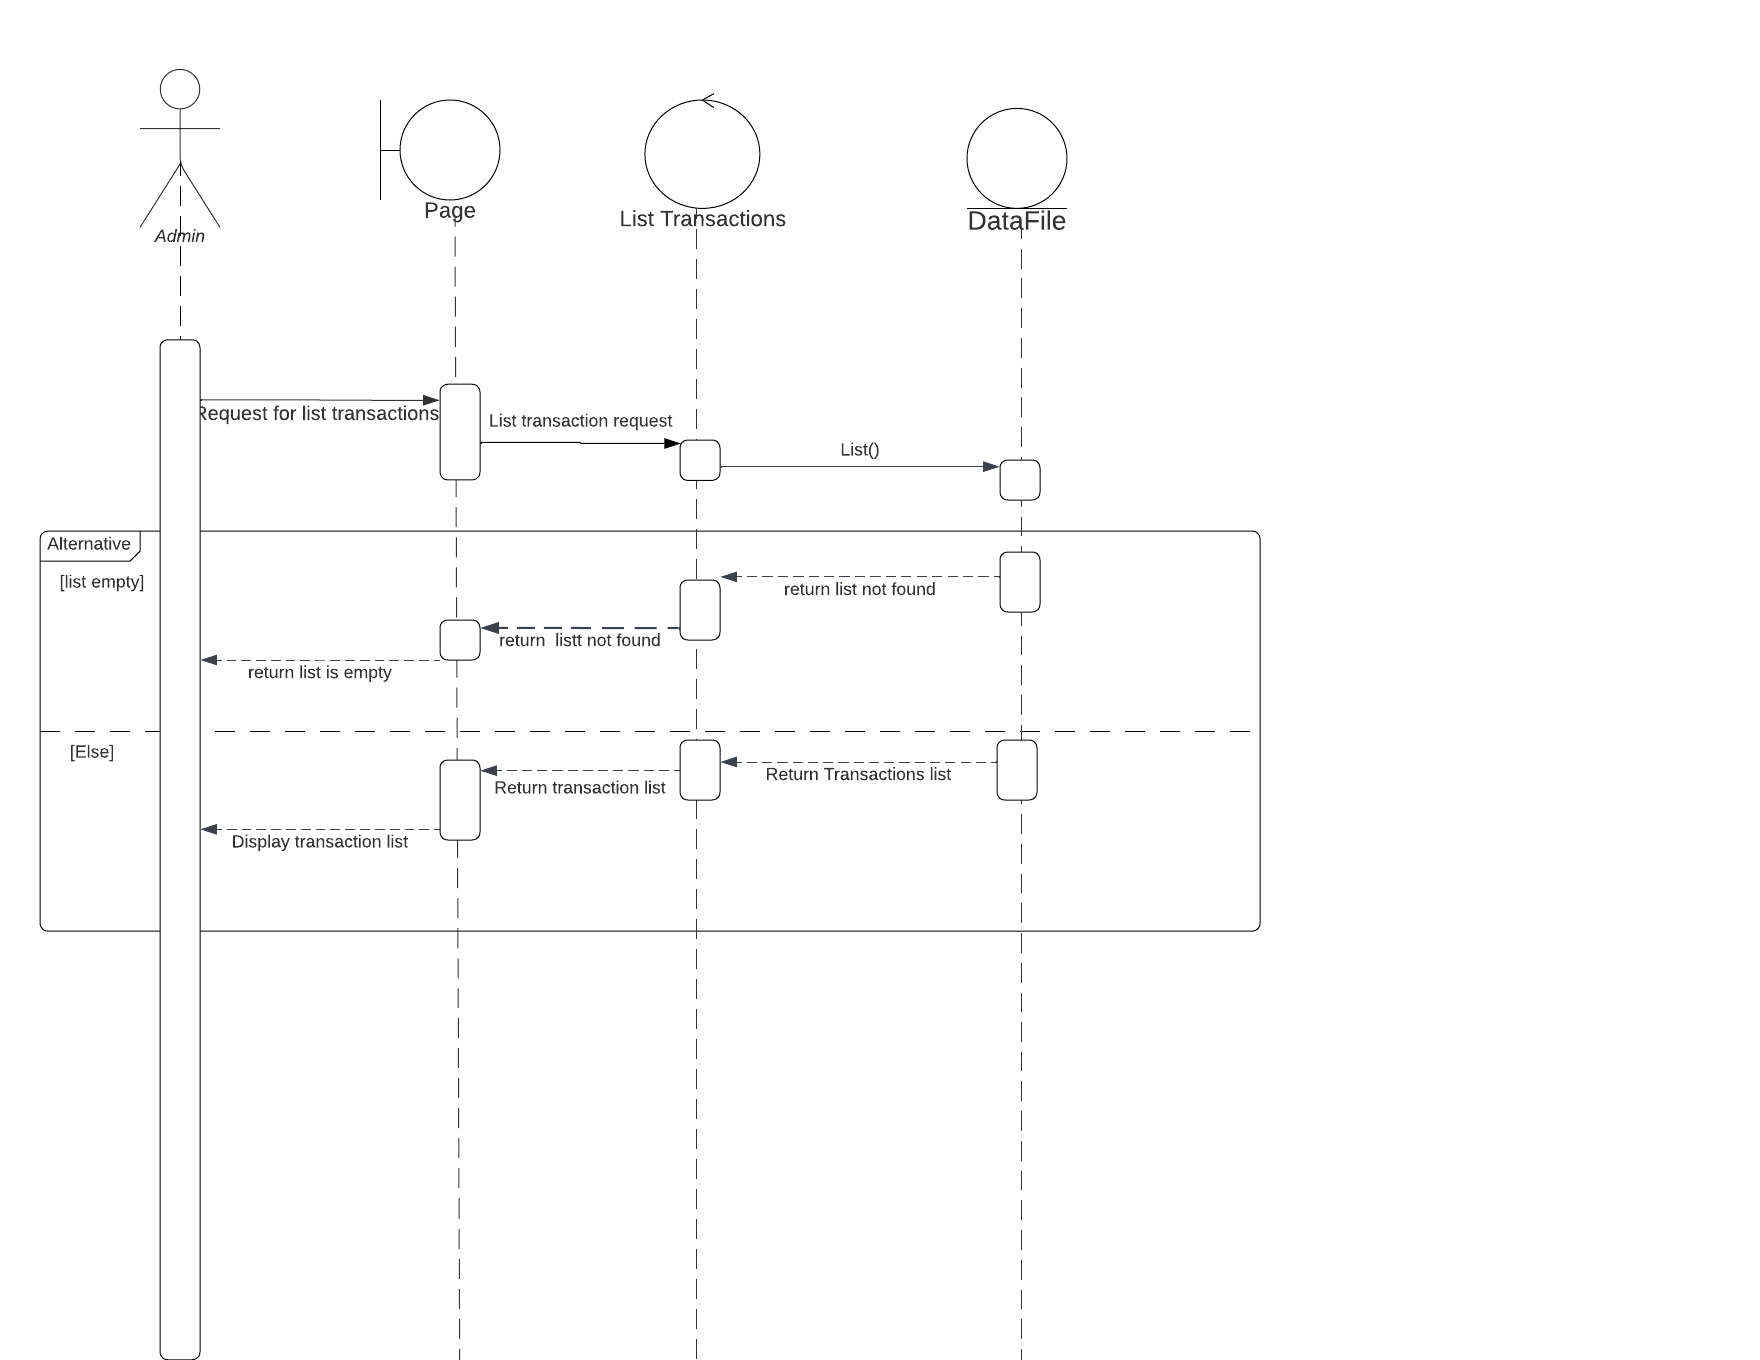 Admin
Page
List Transactions
DataFile
Request for list transactions
List transaction request
List()
Alternative
[list empty]
return list not found
return  listt not found
return list is empty
[Else]
Return Transactions list
Return transaction list
Display transaction list